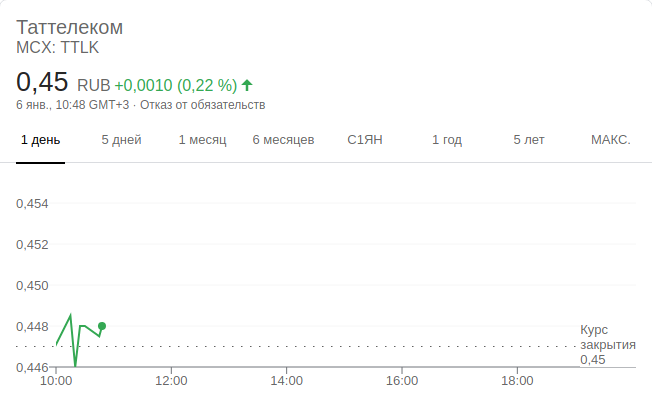 Таттелеком
MCX: TTLK
0,45 RUB +0,0010 (0,22 %)
6 янв., 10:48 GMT+3 · Отказ от обязательств
1 день 5 дней 1 месяц 6 месяцев С1ЯН 1 год 5 лет МАКС.
0,454
0,452
0,450
0,448
0,446
Курс
закрытия
0,45
10:00 12:00 14:00 16:00 18:00